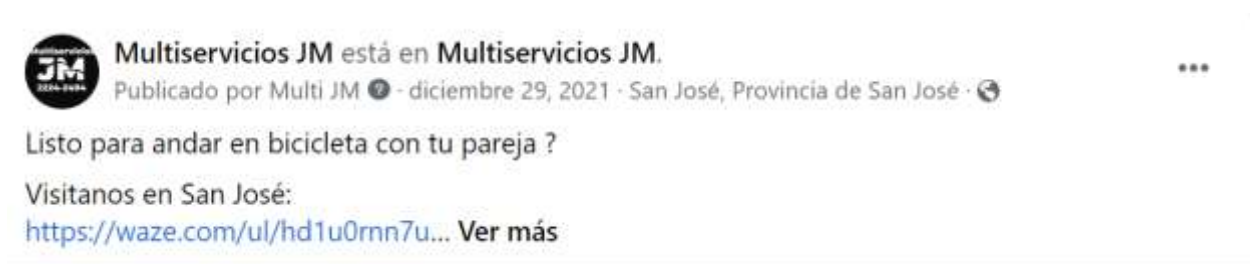 Multiservicios JM está en Multiservicios JM.
Publicado por Multi JM · diciembre 29, 2021 · San José, Provincia de San José ·
Listo para andar en bicicleta con tu pareja ?
Visitanos en San José:
https://waze.com/ul/hd1u0rnn7u... Ver más
JM